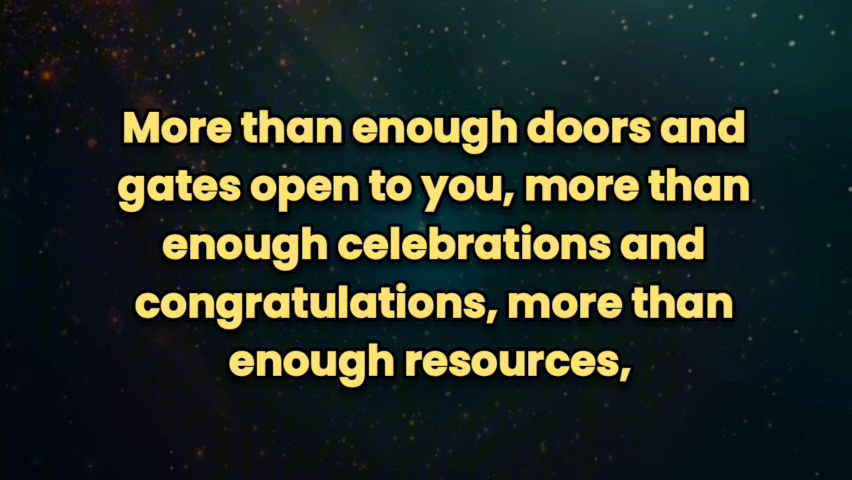 More than enough doors and
gates open to you, more than
enough celebrations and
congratulations, more than
enough resources,